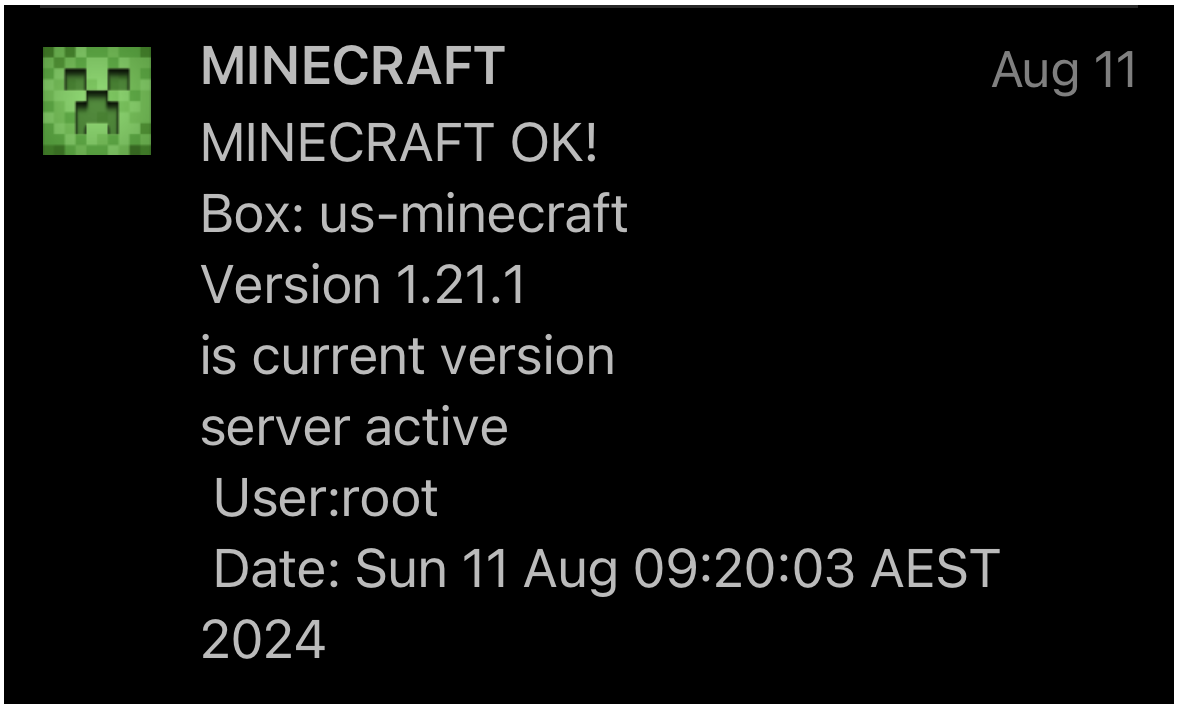 MINECRAFT
Aug 11
MINECRAFT OK!
Box: us-minecraft
Version 1.21.1
is current version
server active
User:root
Date: Sun 11 Aug 09:20:03 AEST
2024